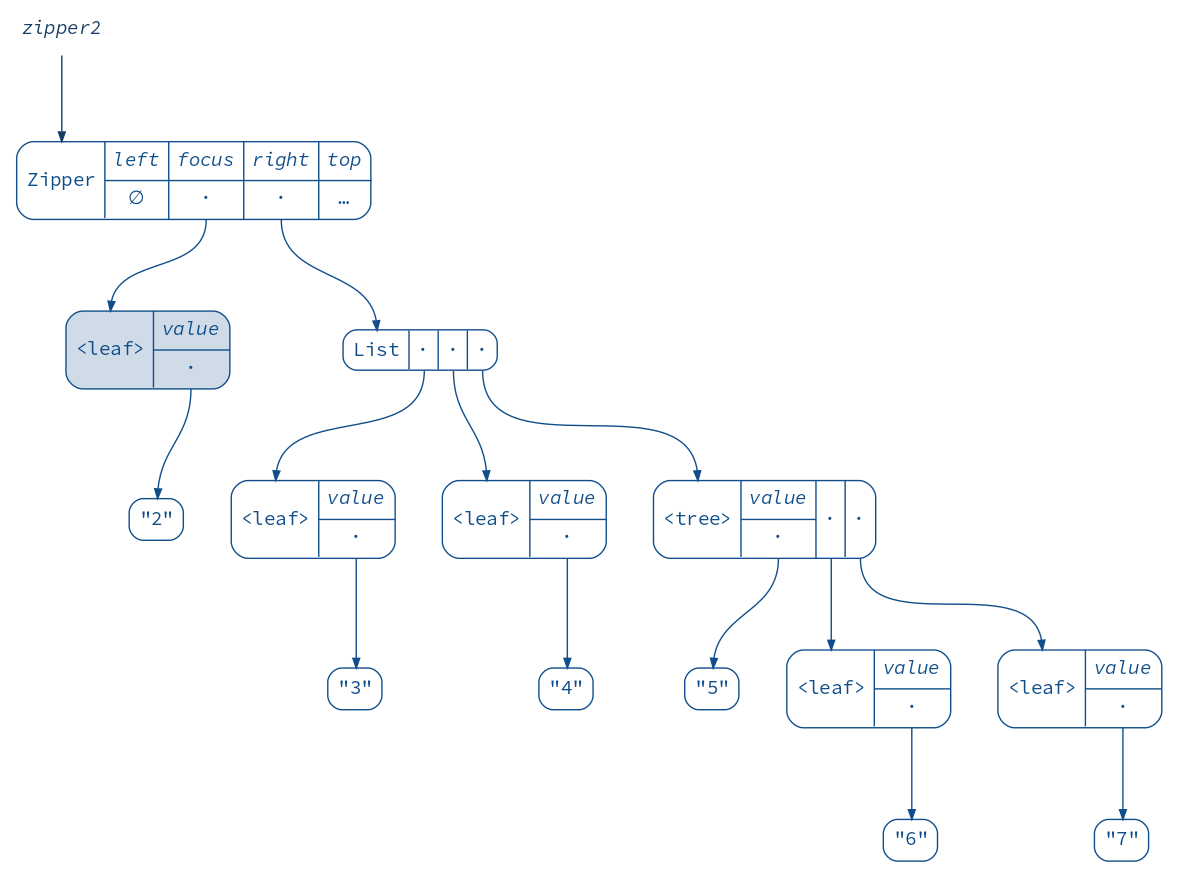 zipper2
Zipper left focus right top
∅ · · …
<leaf> value
·
List · · ·
"2"
<leaf> value
·
<leaf> value
·
<tree> value · ·
·
"3"
"4"
"5"
<leaf> value
·
<leaf> value
·
"6"
"7"